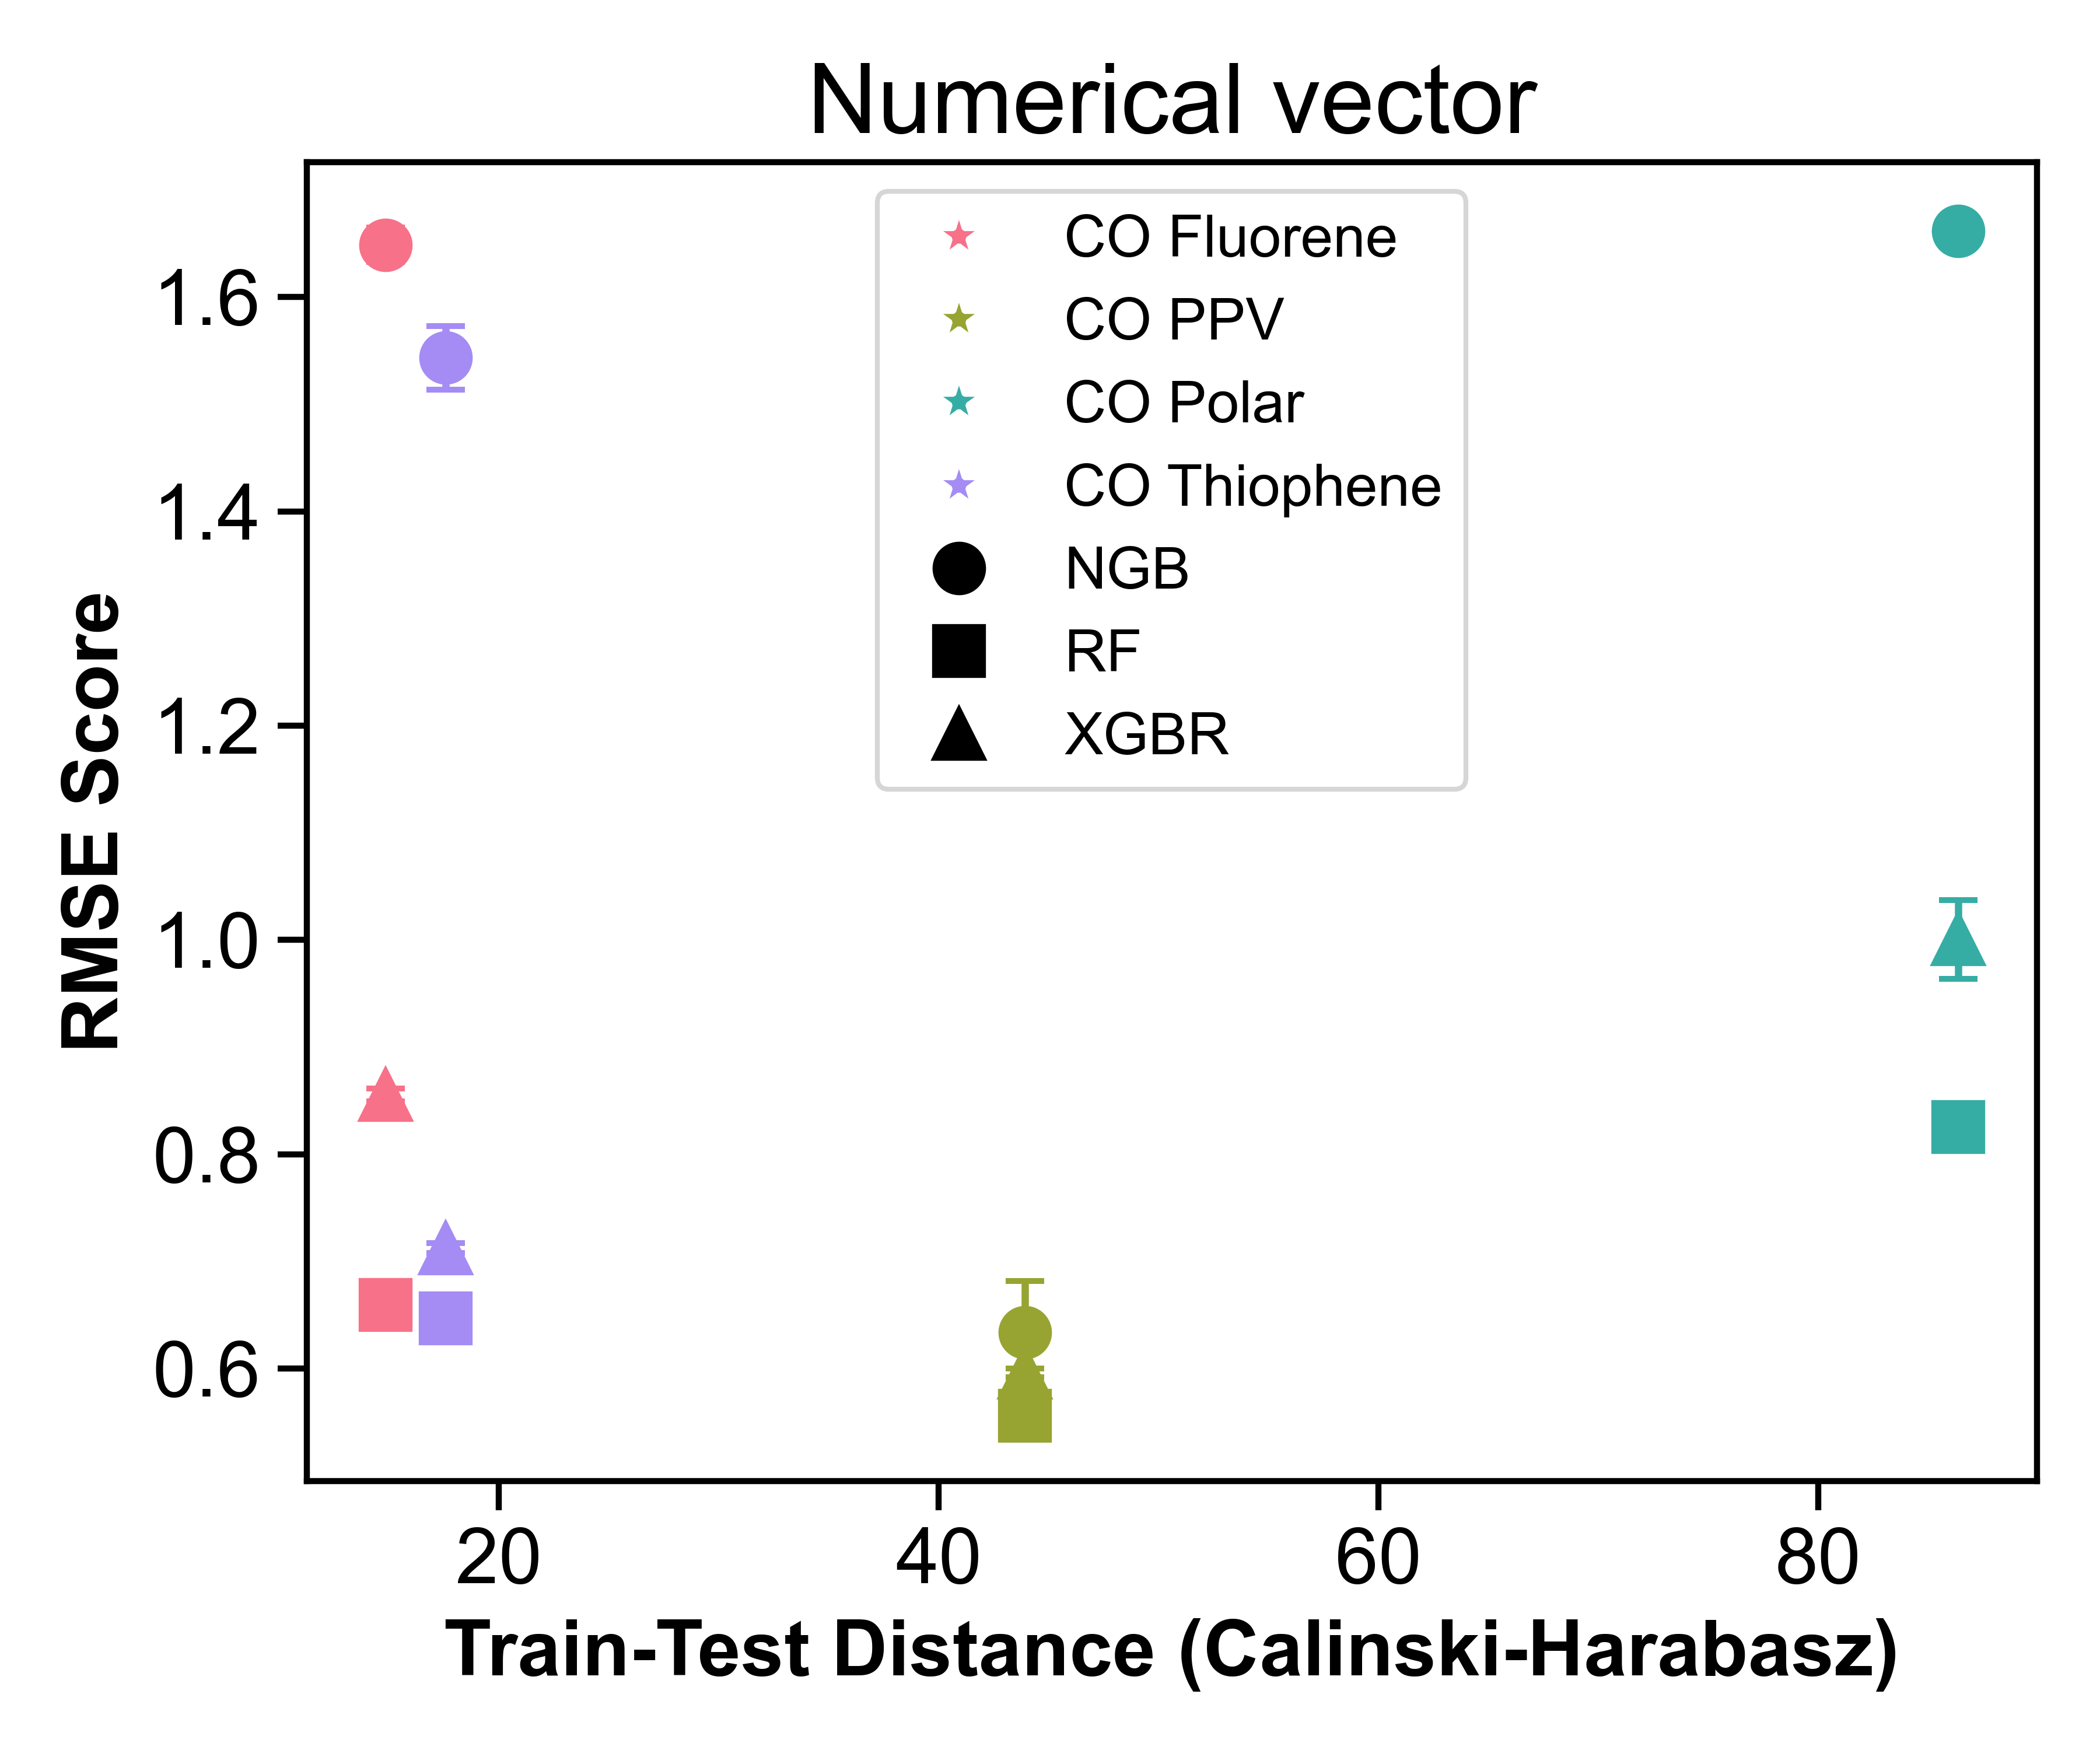 Numerical vector
CO Fluorene
CO PPV
CO Polar
CO Thiophene
NGB
RF
XGBR
RMSE Score
1.6
1.4
1.2
1.0
0.8
0.6
20 40 60 80
Train-Test Distance (Calinski-Harabasz)